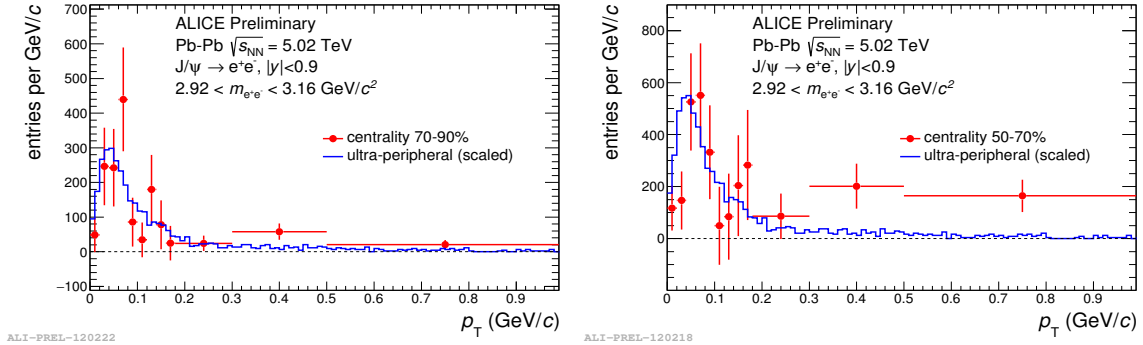 entries per GeV/c
700
600
500
400
300
200
100
0
−100
ALICE Preliminary
Pb-Pb √sNN = 5.02 TeV
J/ψ → e⁺e⁻, |y|<0.9
2.92 < me⁺e⁻ < 3.16 GeV/c²
centrality 70-90%
ultra-peripheral (scaled)
0 0.1 0.2 0.3 0.4 0.5 0.6 0.7 0.8 0.9
pT (GeV/c)
ALI-PREL-120222
entries per GeV/c
800
600
400
200
0
ALICE Preliminary
Pb-Pb √sNN = 5.02 TeV
J/ψ → e⁺e⁻, |y|<0.9
2.92 < me⁺e⁻ < 3.16 GeV/c²
centrality 50-70%
ultra-peripheral (scaled)
0 0.1 0.2 0.3 0.4 0.5 0.6 0.7 0.8 0.9
pT (GeV/c)
ALI-PREL-120218